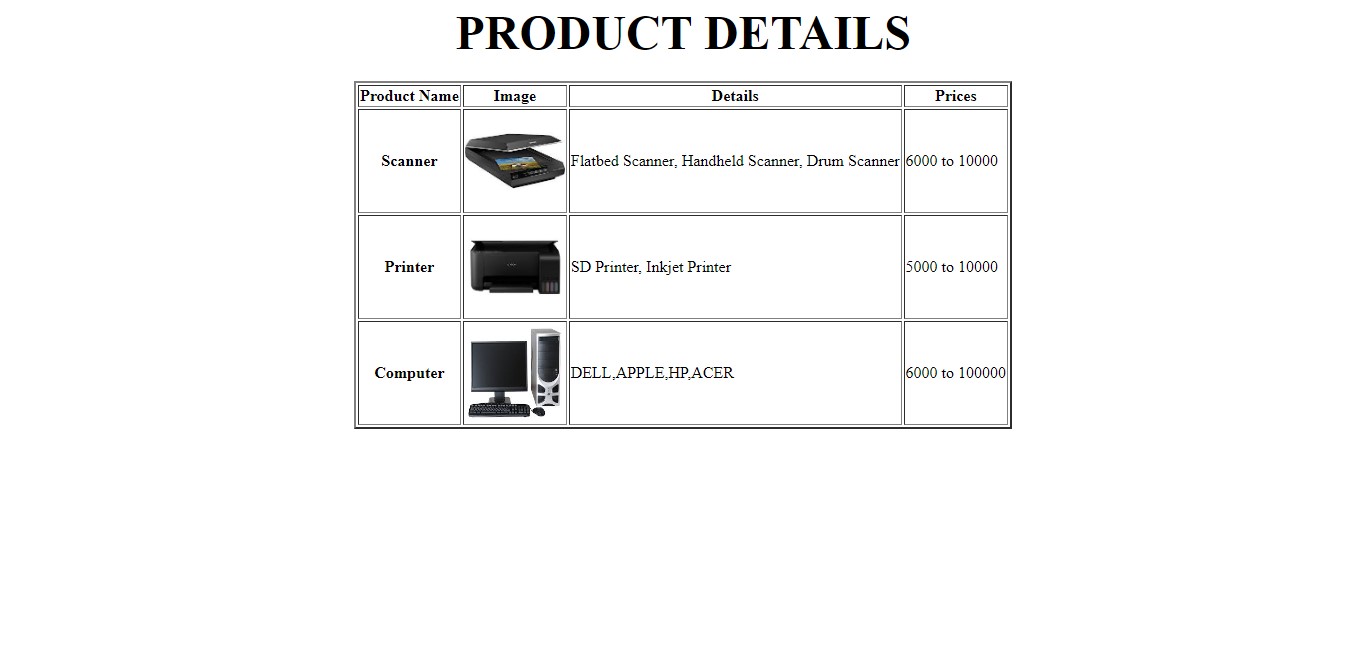 PRODUCT DETAILS
Product Name Image Details Prices
Scanner Flatbed Scanner, Handheld Scanner, Drum Scanner 6000 to 10000
Printer SD Printer, Inkjet Printer 5000 to 10000
Computer DELL,APPLE,HP,ACER 6000 to 100000